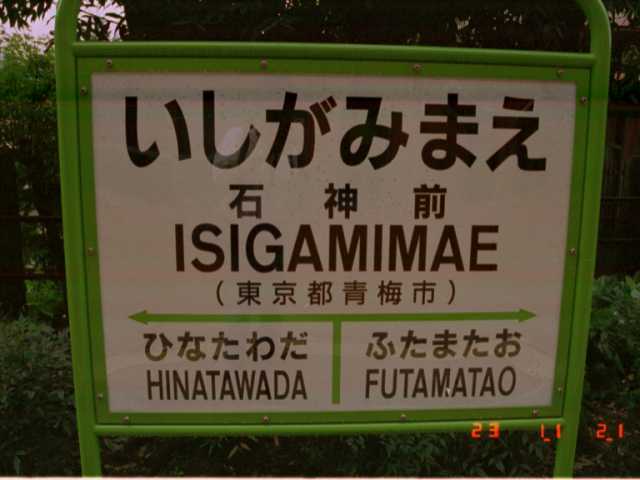 いしがみまえ
石神前
ISIGAMIMAE
(東京都青梅市)
ひなたわだ ふたまたお
HINATAWADA FUTAMATAO
23 11 21